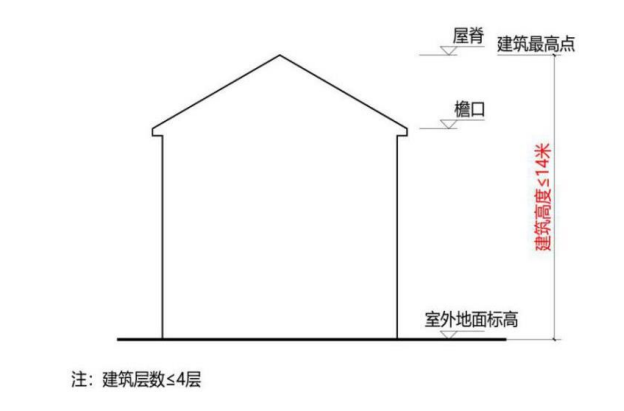 屋脊
建筑最高点
檐口
建筑高度≤14米
室外地面标高
注：建筑层数≤4层